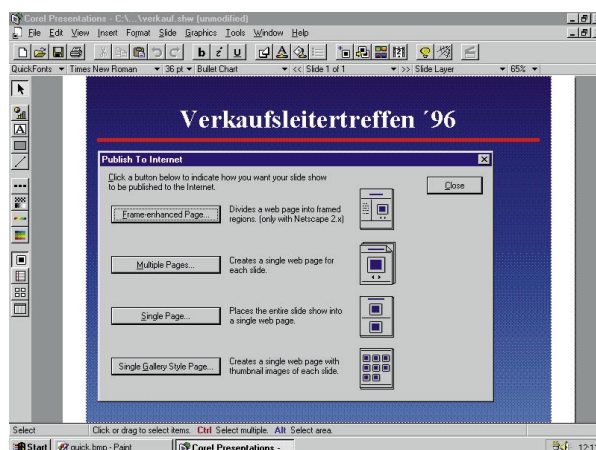 Corel Presentations - C:\...\verkauf.shw (unmodified)
File Edit View Insert Format Slide Graphics Tools Window Help
b i u
QuickFonts Times New Roman 36 pt Bullet Chart << Slide 1 of 1 >> Slide Layer 65%
Verkaufsleitertreffen ´96
Publish To Internet
Click a button below to indicate how you want your slide show
to be published to the Internet.
Close
Frame-enhanced Page...
Divides a web page into framed
regions. (only with Netscape 2.x)
Multiple Pages...
Creates a single web page for
each slide.
Single Page...
Places the entire slide show into
a single web page.
Single Gallery Style Page...
Creates a single web page with
thumbnail images of each slide.
Select Click or drag to select items. Ctrl Select multiple. Alt Select area.
Start quick.bmp - Paint Corel Presentations -